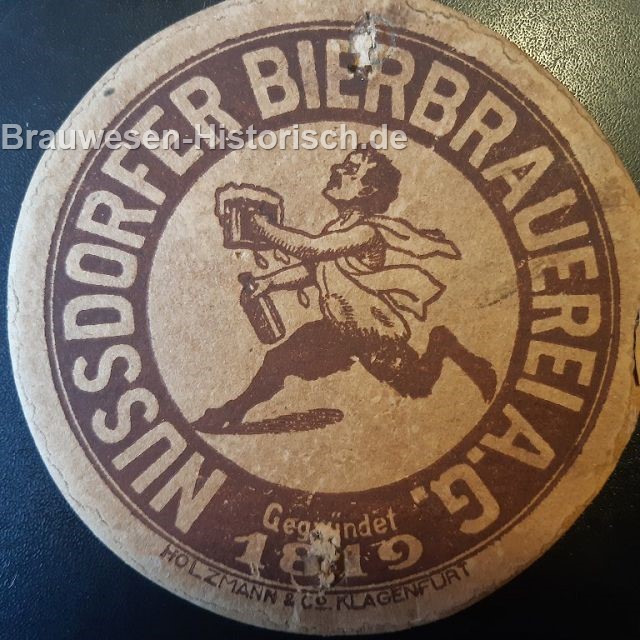 NUSSDORFER BIERBRAUEREI A.G.
Brauwesen-Historisch.de
Gegründet
1819
HOLZMANN & Co. KLAGENFURT